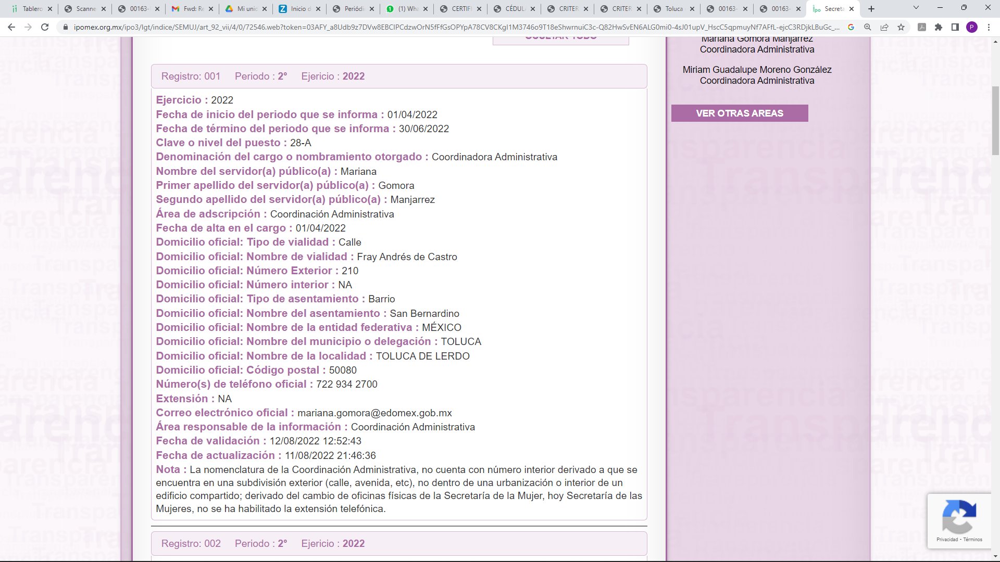 Tablero
Scanne
00163-
Fwd: Re
Mi unid
Inicio d
Periódi
(1) Wha
CERTIFI
CÉDUL
CRITER
CRITER
Toluca
00163-
00163-
Secreta
ipomex.org.mx/ipo3/lgt/indice/SEMUJ/art_92_vii/4/0/72546.web?token=03AFY_a8Udb9z7DVw8EBCIPCdzwOrN5fFfGsOPYpA78CV8CKgI1M3746o9T18eShwrnuiC3c-Q82HwSvEN6ALG0mi0-4sJ01upV_HscC5qpmuyNf7AFfL-ejcC3RDjkLBuGc_...
Mariana Gomora Manjarrez
Coordinadora Administrativa
Miriam Guadalupe Moreno González
Coordinadora Administrativa
VER OTRAS AREAS
Registro: 001 Periodo : 2° Ejericio : 2022
Ejercicio : 2022
Fecha de inicio del periodo que se informa : 01/04/2022
Fecha de término del periodo que se informa : 30/06/2022
Clave o nivel del puesto : 28-A
Denominación del cargo o nombramiento otorgado : Coordinadora Administrativa
Nombre del servidor(a) público(a) : Mariana
Primer apellido del servidor(a) público(a) : Gomora
Segundo apellido del servidor(a) público(a) : Manjarrez
Área de adscripción : Coordinación Administrativa
Fecha de alta en el cargo : 01/04/2022
Domicilio oficial: Tipo de vialidad : Calle
Domicilio oficial: Nombre de vialidad : Fray Andrés de Castro
Domicilio oficial: Número Exterior : 210
Domicilio oficial: Número interior : NA
Domicilio oficial: Tipo de asentamiento : Barrio
Domicilio oficial: Nombre del asentamiento : San Bernardino
Domicilio oficial: Nombre de la entidad federativa : MÉXICO
Domicilio oficial: Nombre del municipio o delegación : TOLUCA
Domicilio oficial: Nombre de la localidad : TOLUCA DE LERDO
Domicilio oficial: Código postal : 50080
Número(s) de teléfono oficial : 722 934 2700
Extensión : NA
Correo electrónico oficial : mariana.gomora@edomex.gob.mx
Área responsable de la información : Coordinación Administrativa
Fecha de validación : 12/08/2022 12:52:43
Fecha de actualización : 11/08/2022 21:46:36
Nota : La nomenclatura de la Coordinación Administrativa, no cuenta con número interior derivado a que se
encuentra en una subdivisión exterior (calle, avenida, etc), no dentro de una urbanización o interior de un
edificio compartido; derivado del cambio de oficinas físicas de la Secretaría de la Mujer, hoy Secretaría de las
Mujeres, no se ha habilitado la extensión telefónica.
Registro: 002 Periodo : 2° Ejericio : 2022
Privacidad - Términos